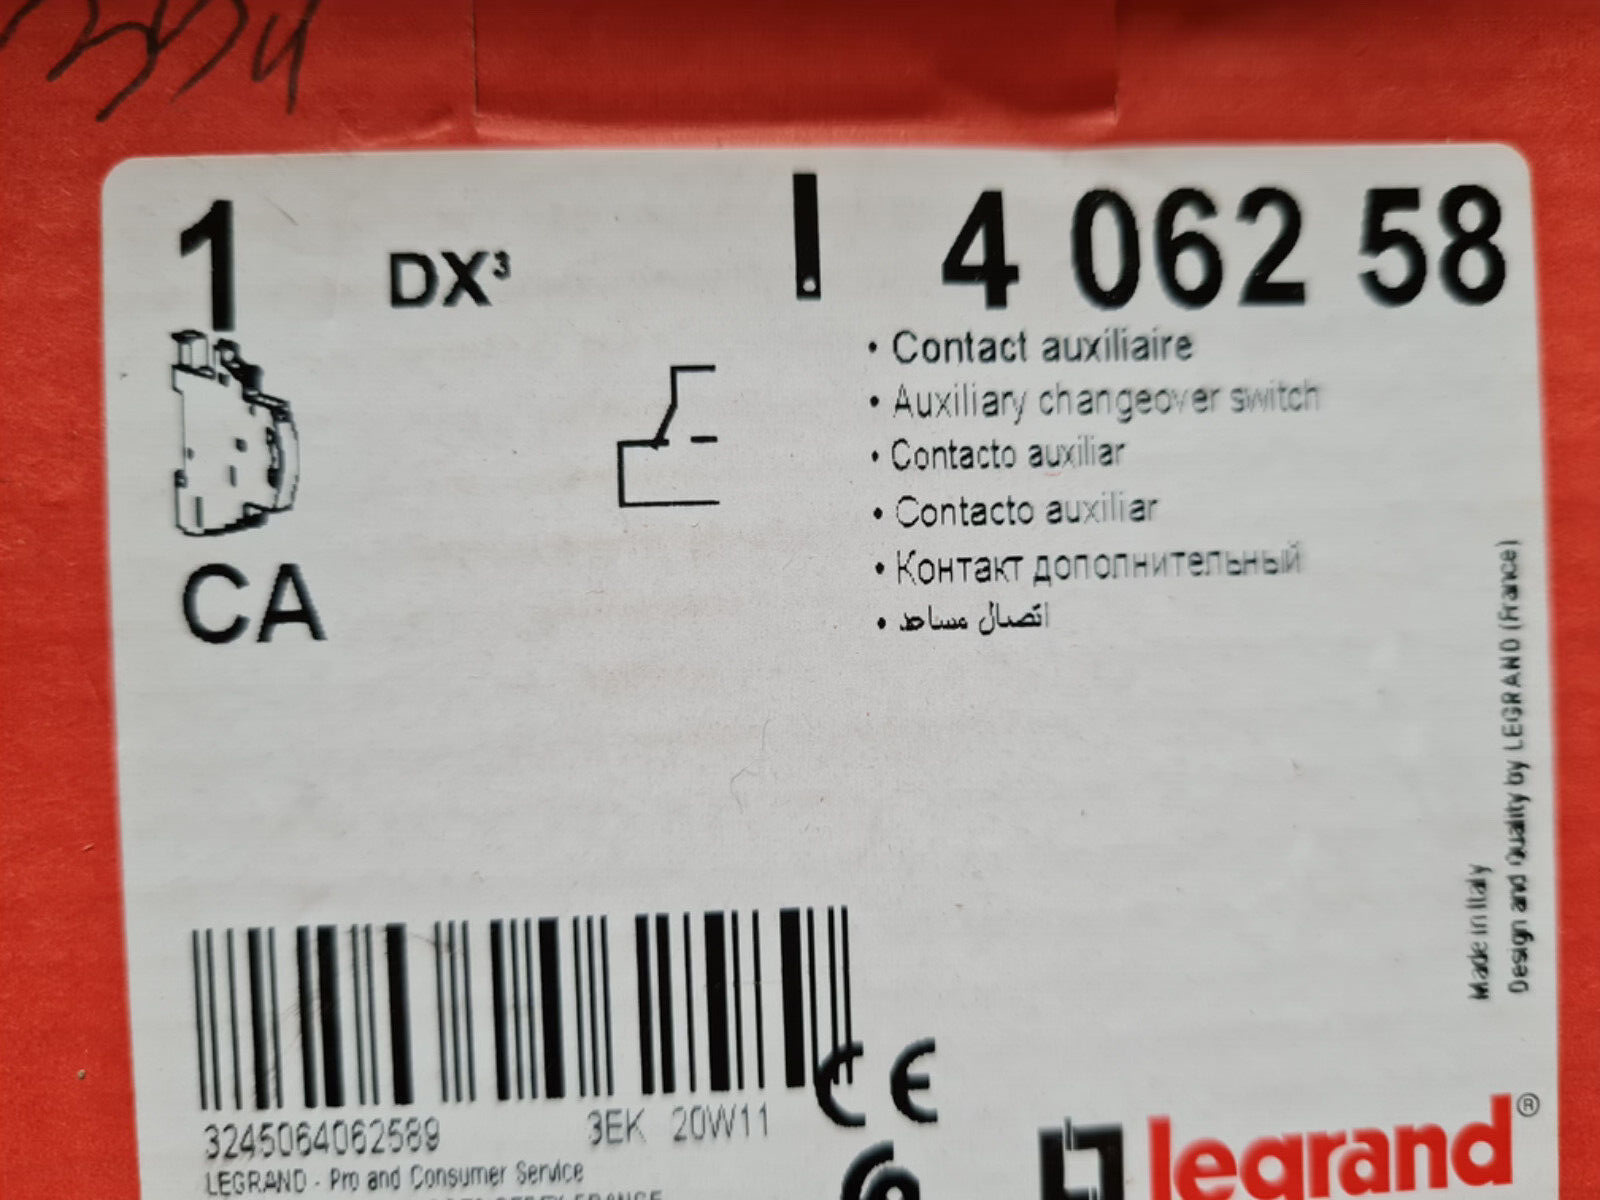 1 DX³ 4 062 58
• Contact auxiliaire
• Auxiliary changeover switch
• Contacto auxiliar
• Contacto auxiliar
• Контакт дополнительный
• اتصال مساعد
CA
Made in Italy
Design and Quality by LEGRAND (France)
3245064062589 3EK 20W11
CE
LEGRAND - Pro and Consumer Service
legrand®